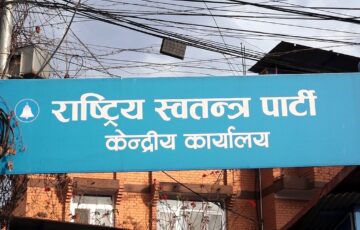 राष्ट्रिय स्वतन्त्र पार्टी
केन्द्रीय कार्यालय